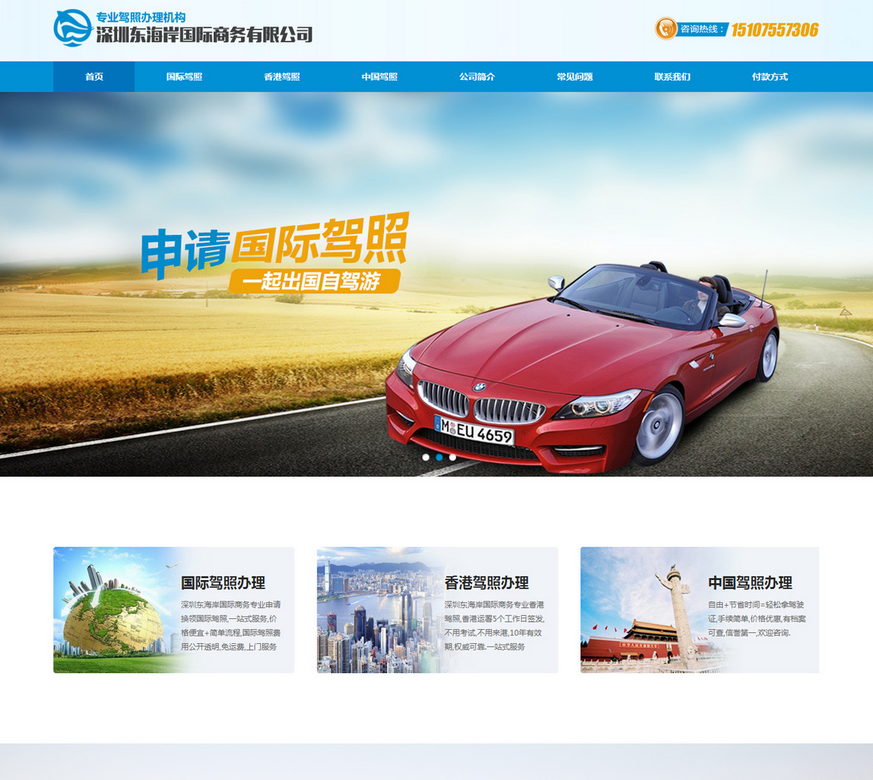 专业驾照办理机构
深圳东海岸国际商务有限公司
咨询热线：
15107557306
首页
国际驾照
香港驾照
中国驾照
公司简介
常见问题
联系我们
付款方式
申请国际驾照
一起出国自驾游
M EU 4659
国际驾照办理
深圳东海岸国际商务专业申请
换领国际驾照,一站式服务,价
格便宜+简单流程,国际驾照费
用公开透明,免运费,上门服务
香港驾照办理
深圳东海岸国际商务专业香港
驾照,香港运署5个工作日签发,
不用考试,不用来港,10年有效
期,权威可靠.一站式服务
中国驾照办理
自由+节省时间=轻松拿驾驶
证,手续简单,价格优惠,有档案
可查,信誉第一,欢迎咨询.